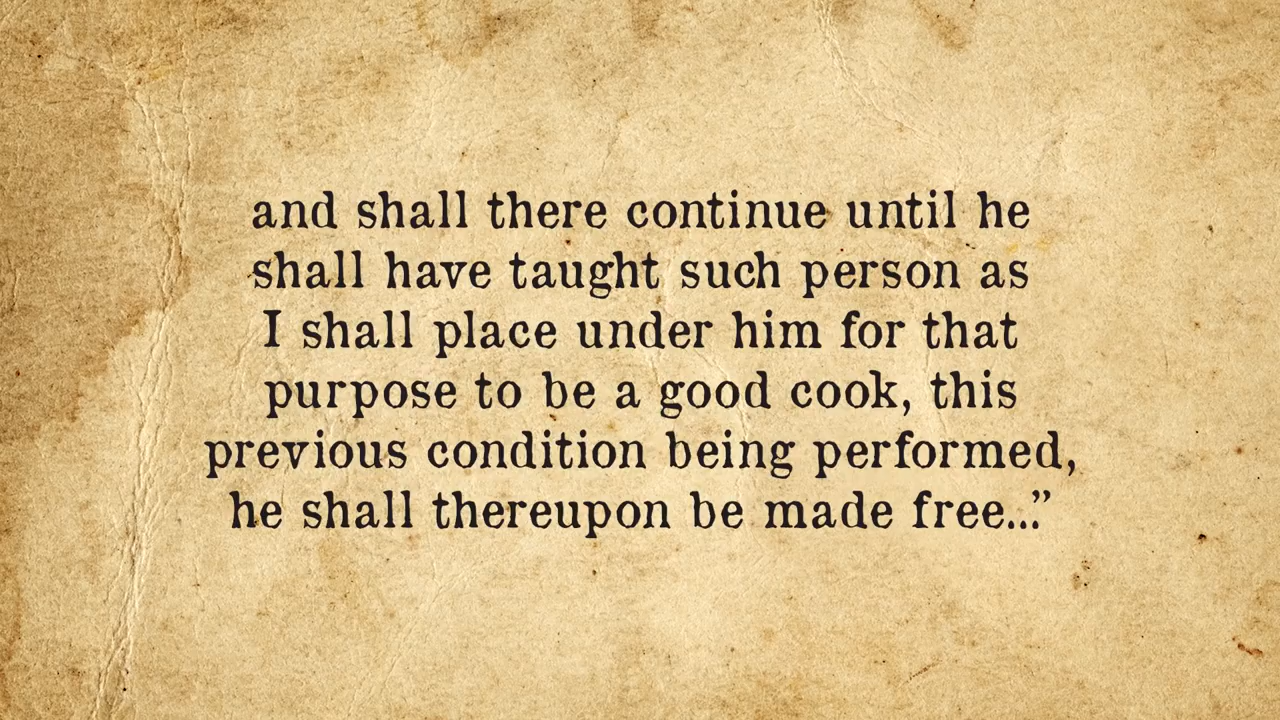 and shall there continue until he
shall have taught such person as
I shall place under him for that
purpose to be a good cook, this
previous condition being performed,
he shall thereupon be made free...”